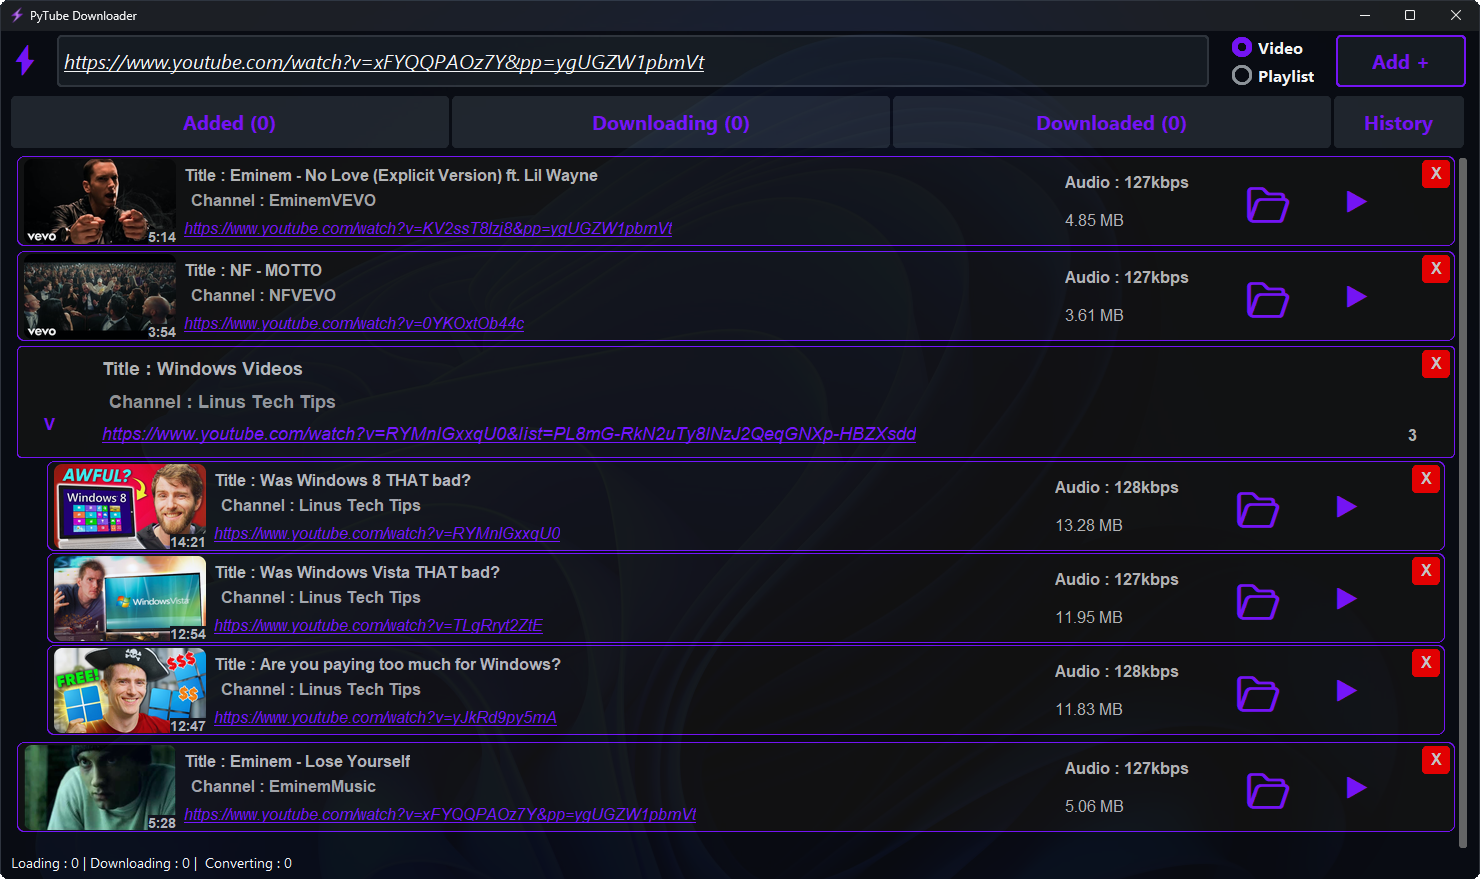 PyTube Downloader
https://www.youtube.com/watch?v=xFYQQPAOz7Y&pp=ygUGZW1pbmVt
Video
Playlist
Add +
Added (0)
Downloading (0)
Downloaded (0)
History
vevo
5:14
Title : Eminem - No Love (Explicit Version) ft. Lil Wayne
Channel : EminemVEVO
https://www.youtube.com/watch?v=KV2ssT8lzj8&pp=ygUGZW1pbmVt
Audio : 127kbps
4.85 MB
X
vevo
3:54
Title : NF - MOTTO
Channel : NFVEVO
https://www.youtube.com/watch?v=0YKOxtOb44c
Audio : 127kbps
3.61 MB
X
V
Title : Windows Videos
Channel : Linus Tech Tips
https://www.youtube.com/watch?v=RYMnIGxxqU0&list=PL8mG-RkN2uTy8lNzJ2QeqGNXp-HBZXsdd
X
3
AWFUL?
Windows 8
14:21
Title : Was Windows 8 THAT bad?
Channel : Linus Tech Tips
https://www.youtube.com/watch?v=RYMnIGxxqU0
Audio : 128kbps
13.28 MB
X
WindowsVista
12:54
Title : Was Windows Vista THAT bad?
Channel : Linus Tech Tips
https://www.youtube.com/watch?v=TLgRryt2ZtE
Audio : 127kbps
11.95 MB
X
FREE!
$$$
$$
12:47
Title : Are you paying too much for Windows?
Channel : Linus Tech Tips
https://www.youtube.com/watch?v=yJkRd9py5mA
Audio : 128kbps
11.83 MB
X
5:28
Title : Eminem - Lose Yourself
Channel : EminemMusic
https://www.youtube.com/watch?v=xFYQQPAOz7Y&pp=ygUGZW1pbmVt
Audio : 127kbps
5.06 MB
X
Loading : 0 | Downloading : 0 | Converting : 0